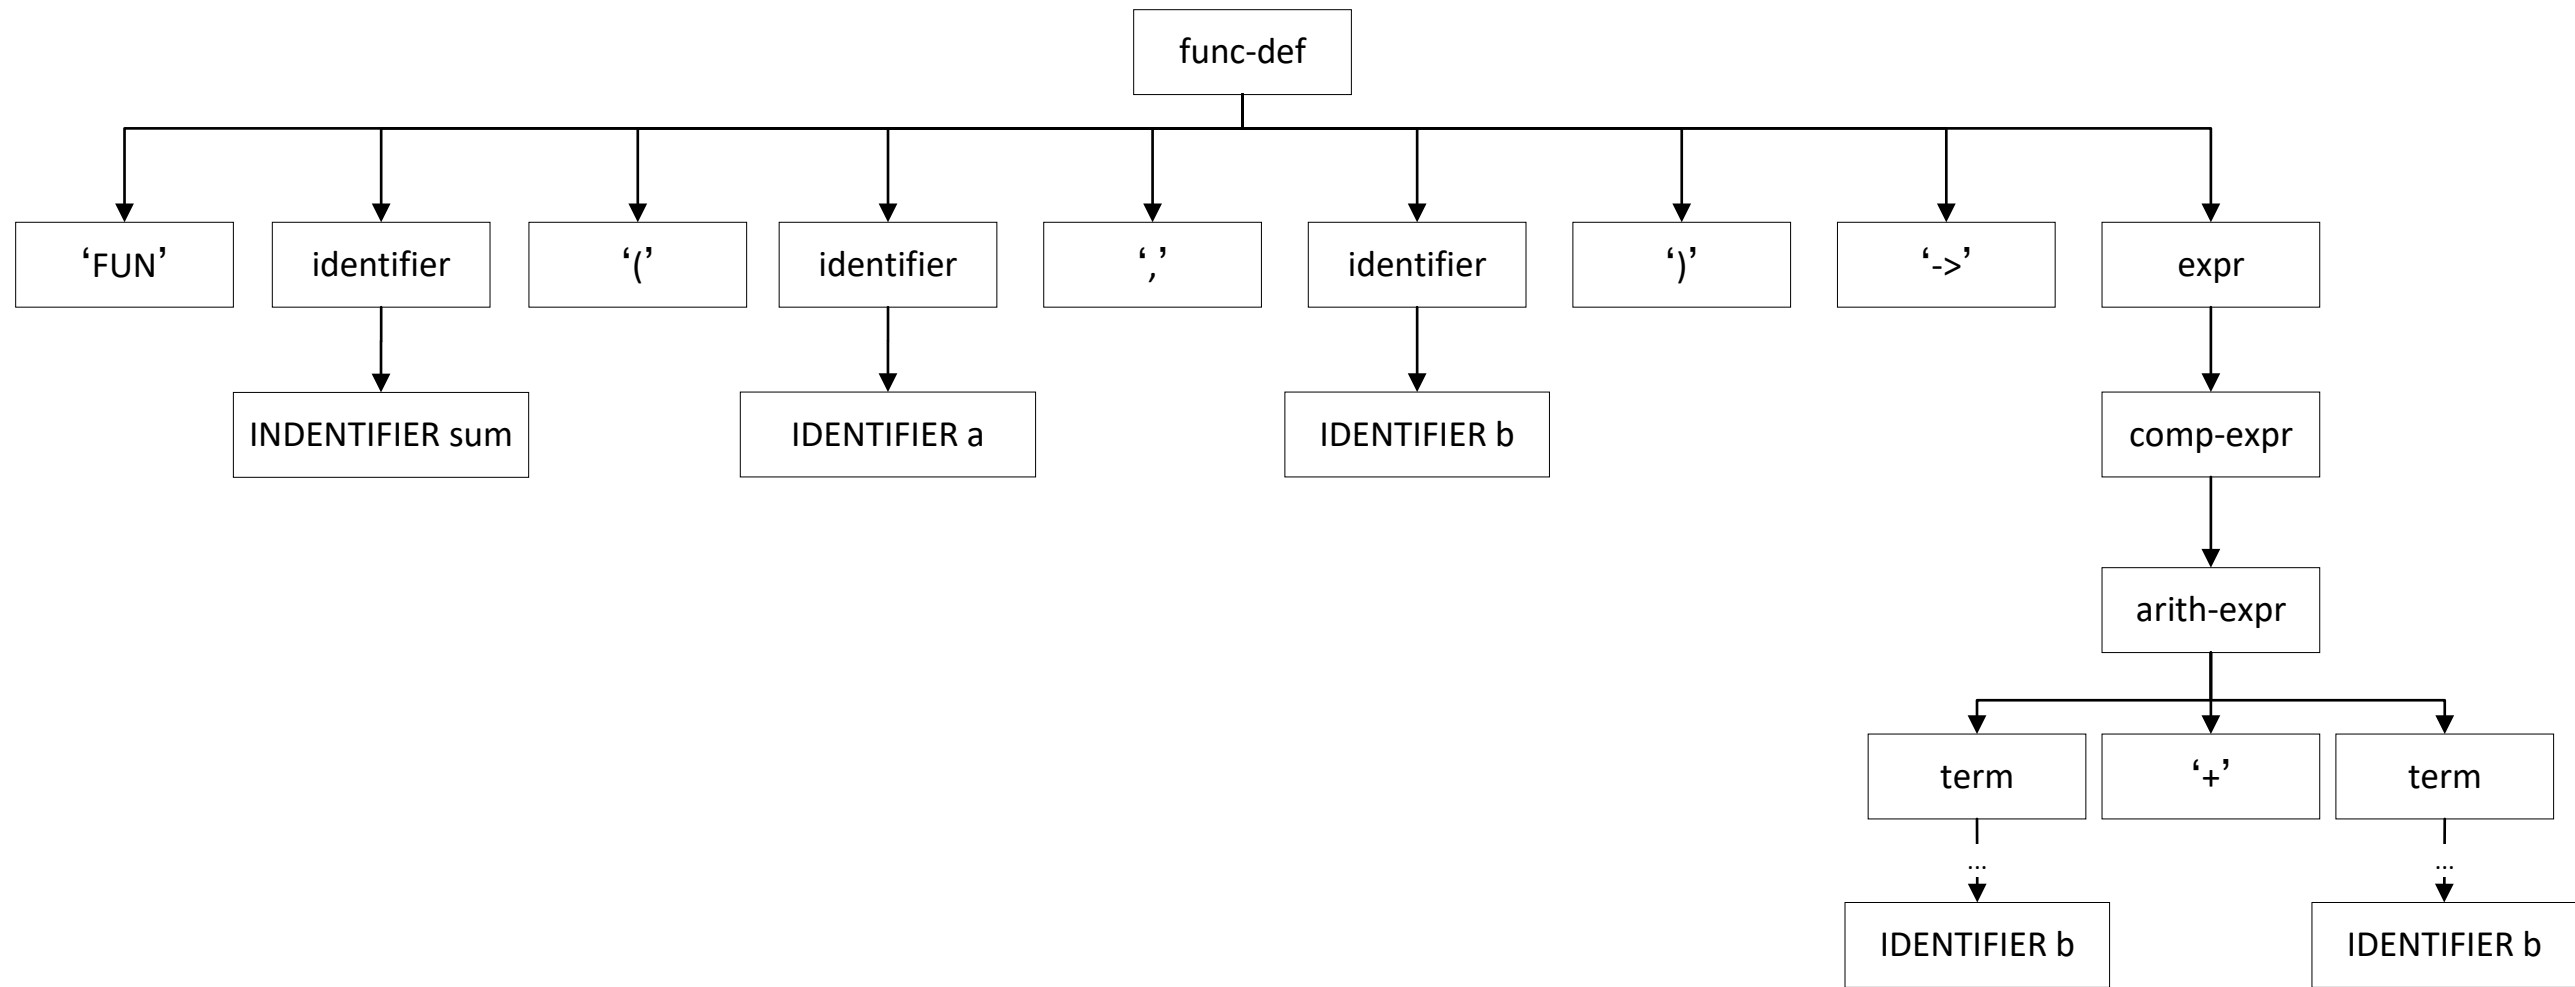 func-def
‘FUN’
identifier
‘(’
identifier
‘,’
identifier
‘)’
‘->’
expr
INDENTIFIER sum
IDENTIFIER a
IDENTIFIER b
comp-expr
arith-expr
term
‘+’
term
...
...
IDENTIFIER b
IDENTIFIER b